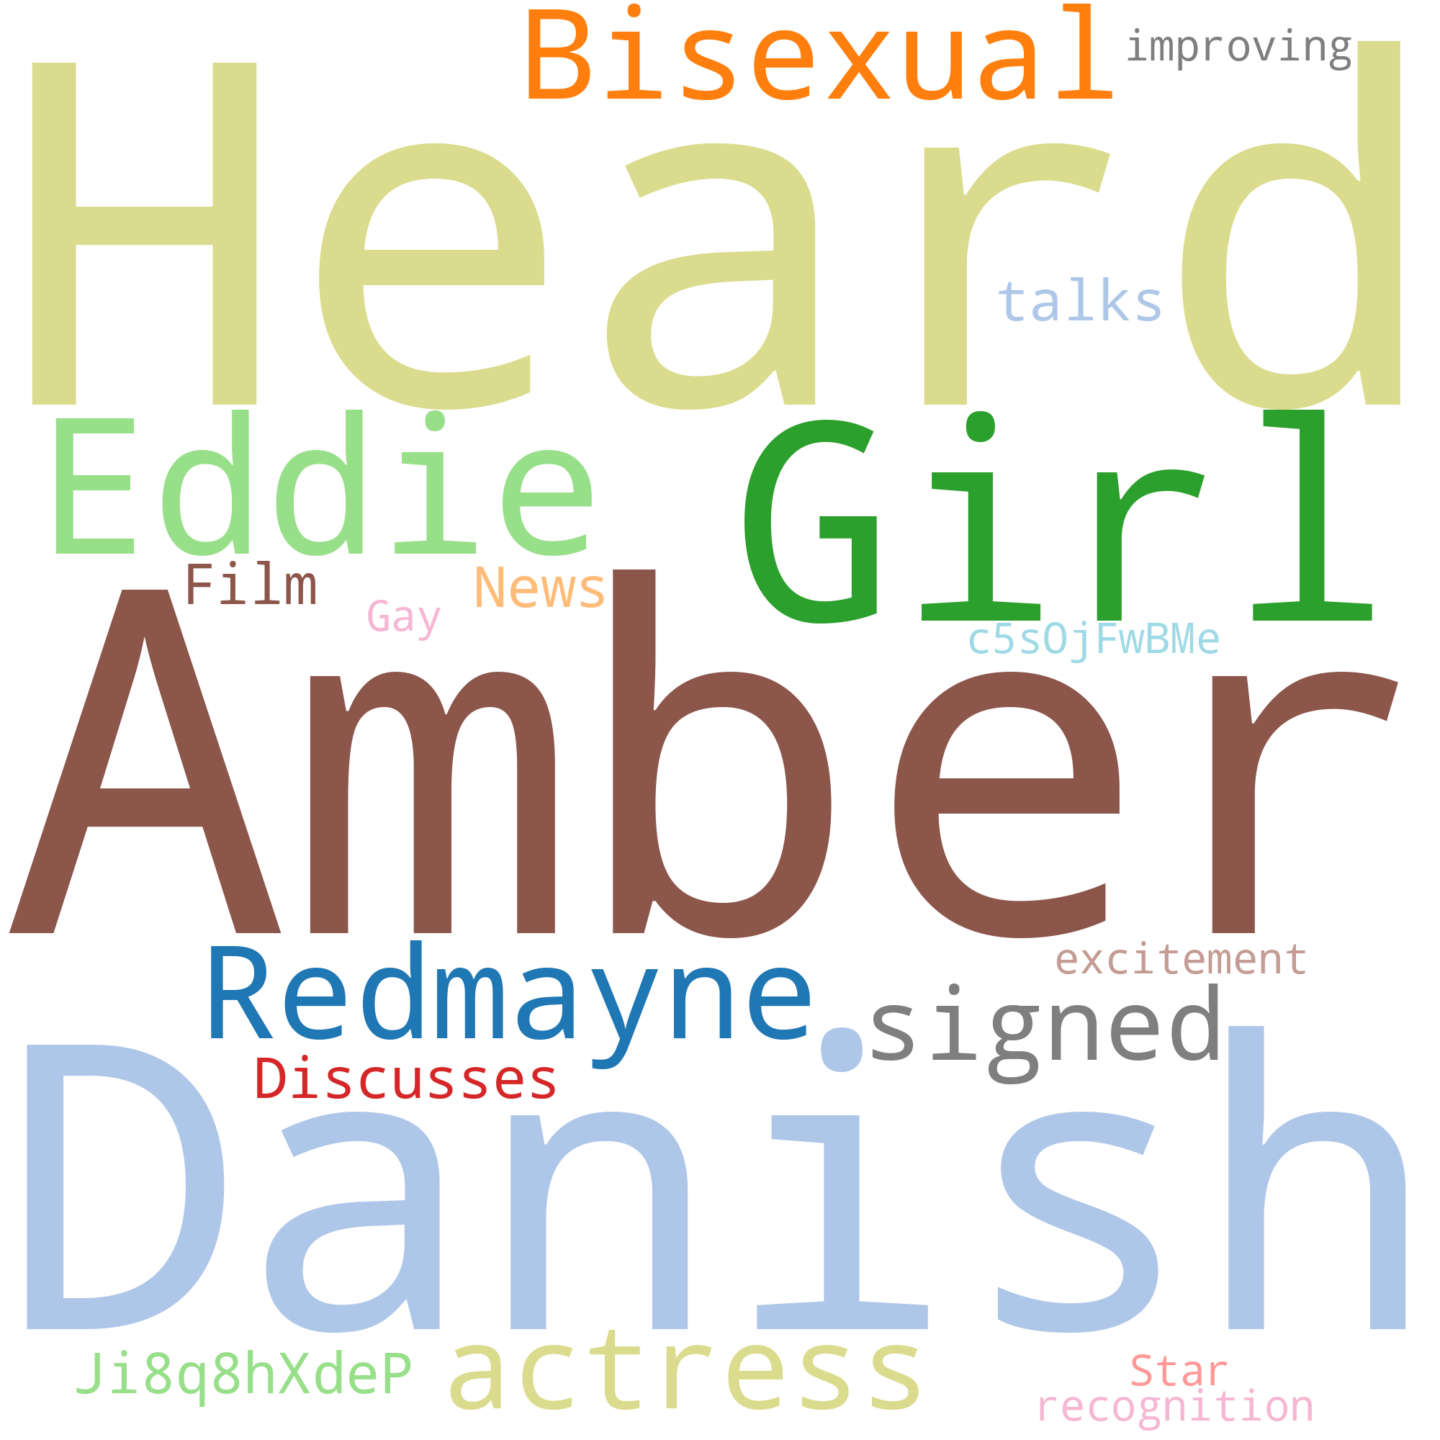 Bisexual
improving
Heard
talks
Eddie
Girl
Film
News
Gay
c5sOjFwBMe
Amber
Redmayne
excitement
signed
Discusses
Danish
Ji8q8hXdeP
actress
Star
recognition